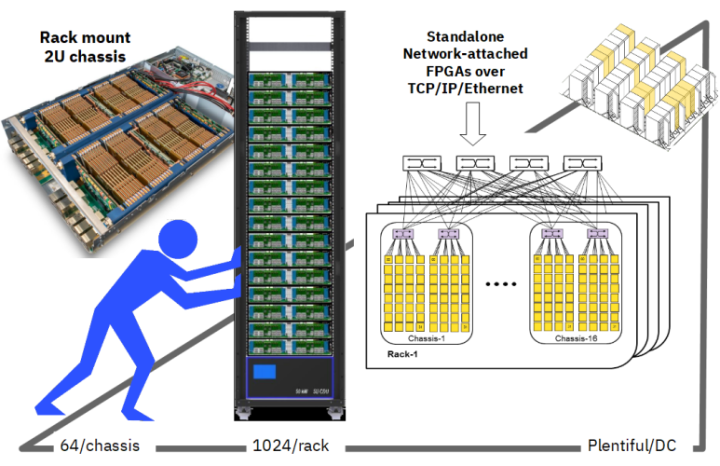 Rack mount
2U chassis
Standalone
Network-attached
FPGAs over
TCP/IP/Ethernet
Chassis-1
Chassis-16
Rack-1
64/chassis
1024/rack
Plentiful/DC